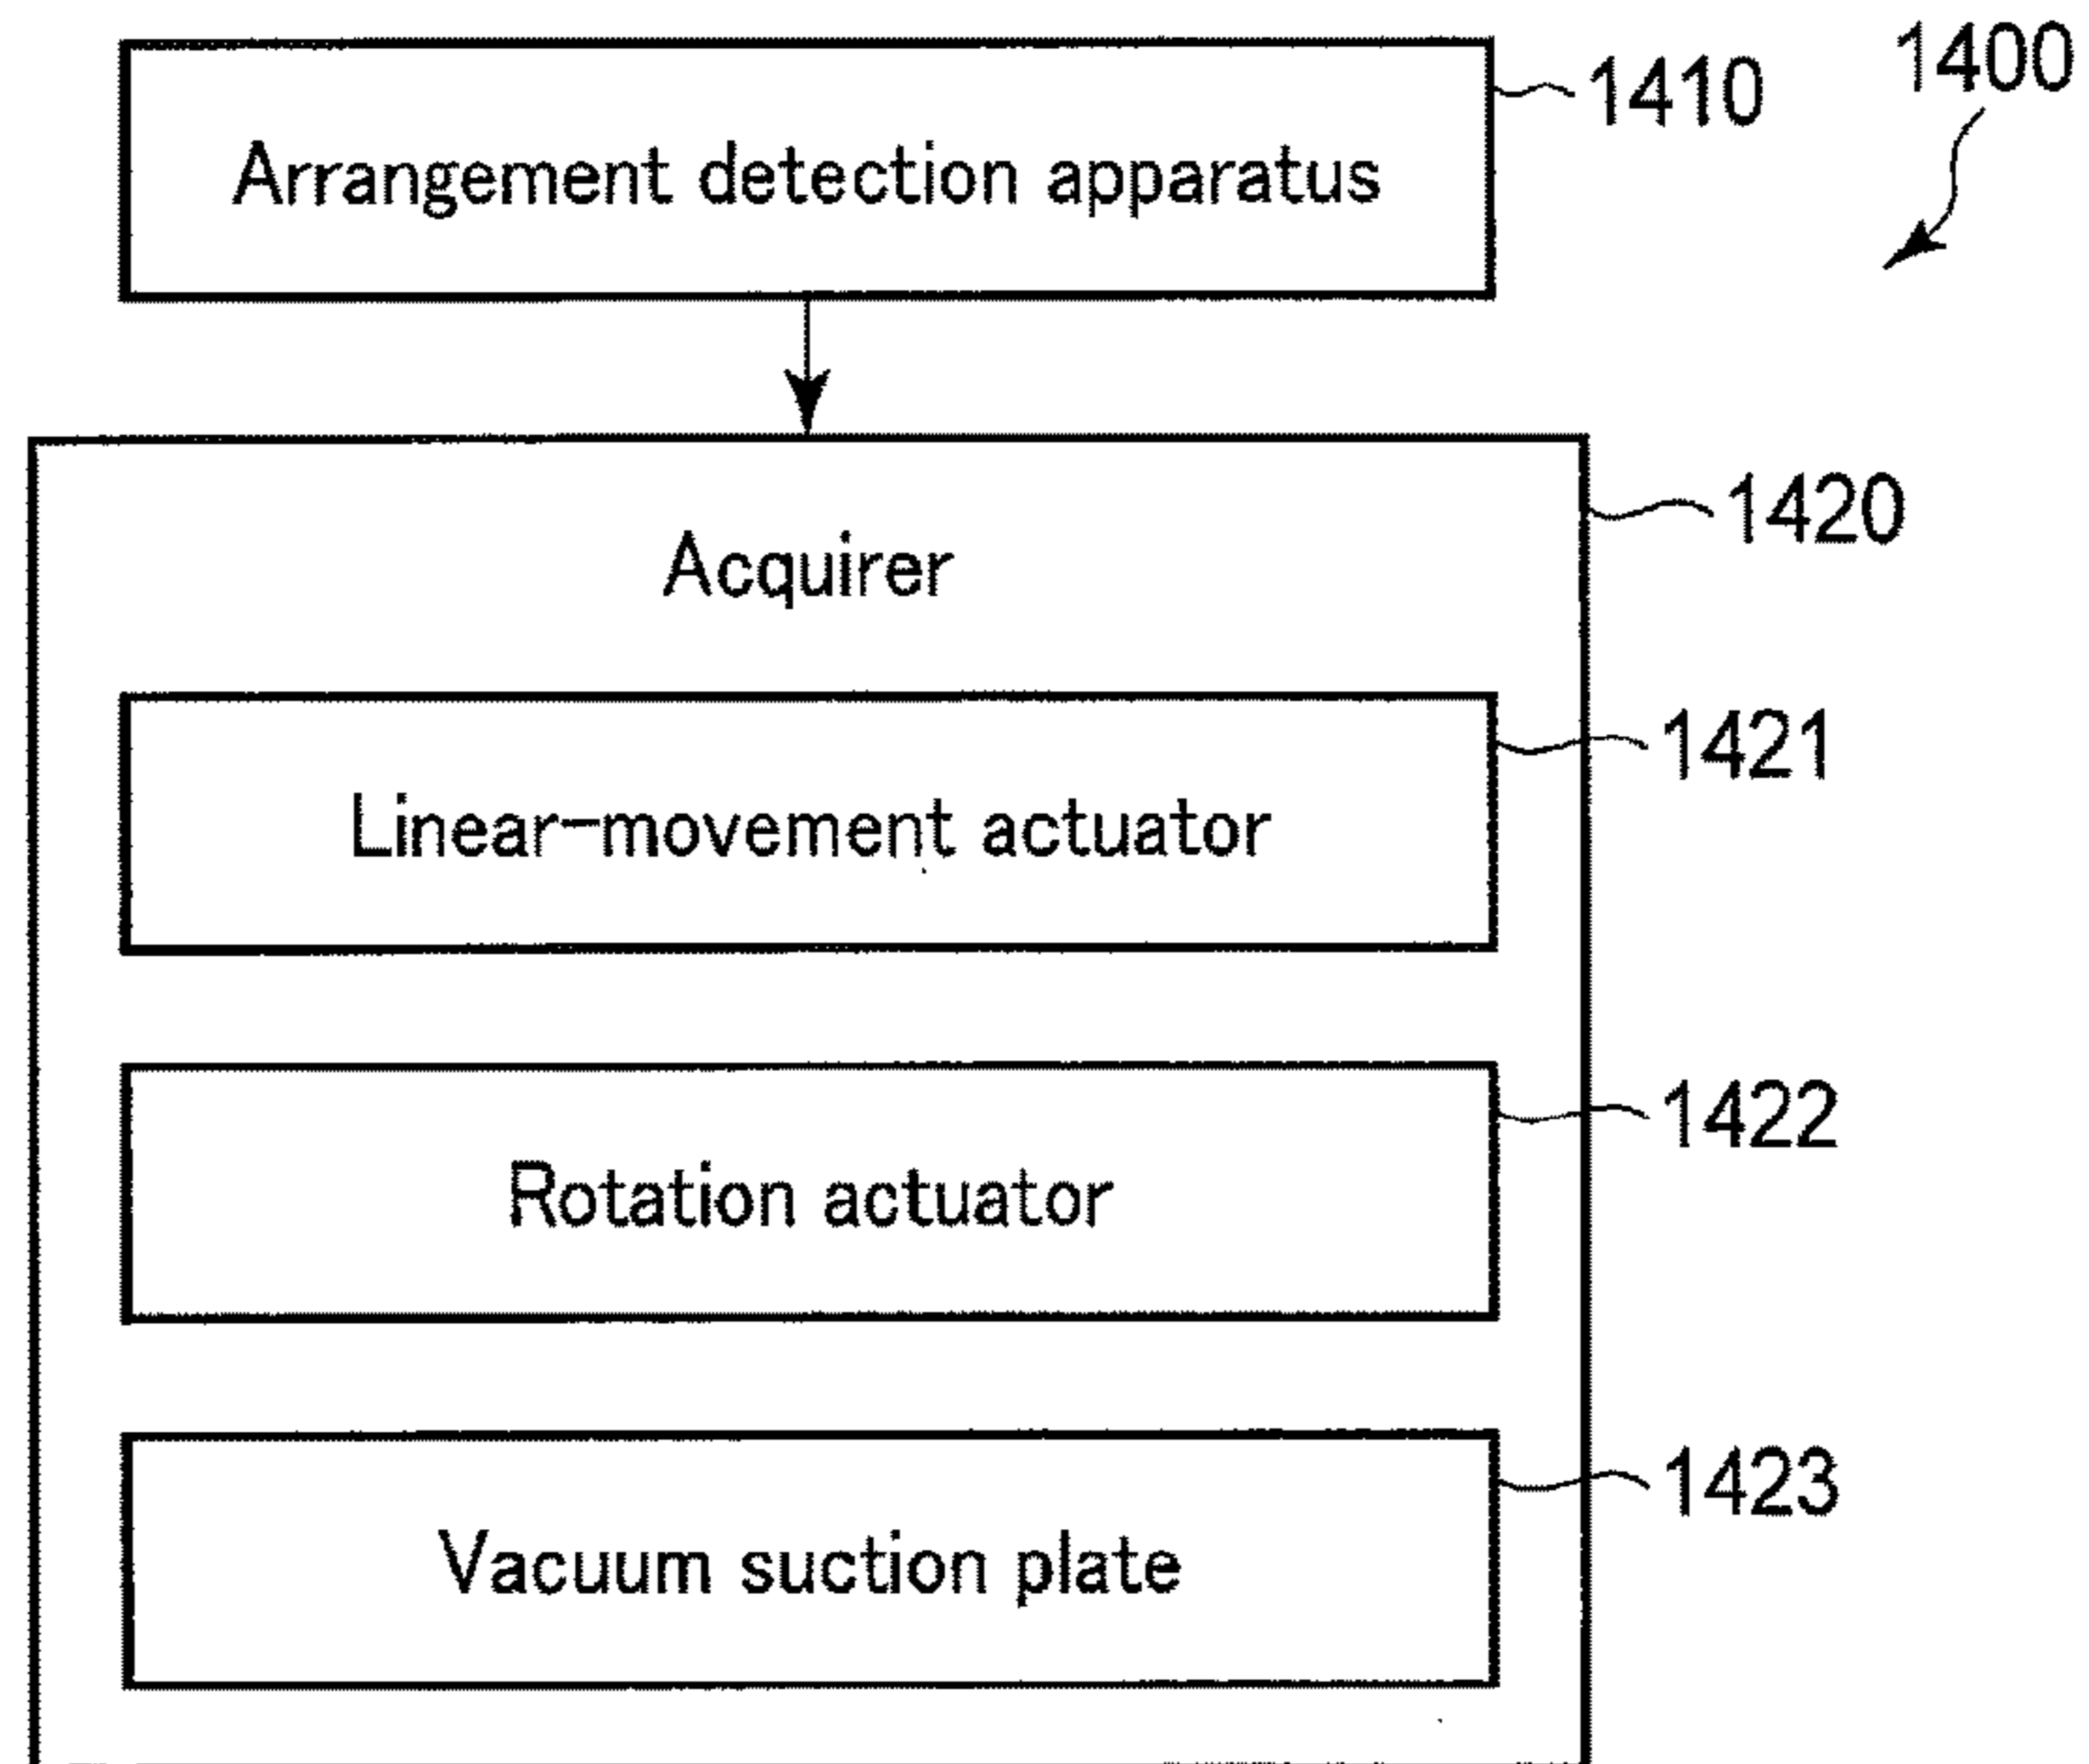 1400
Arrangement detection apparatus 1410
Acquirer 1420
Linear-movement actuator 1421
Rotation actuator 1422
Vacuum suction plate 1423